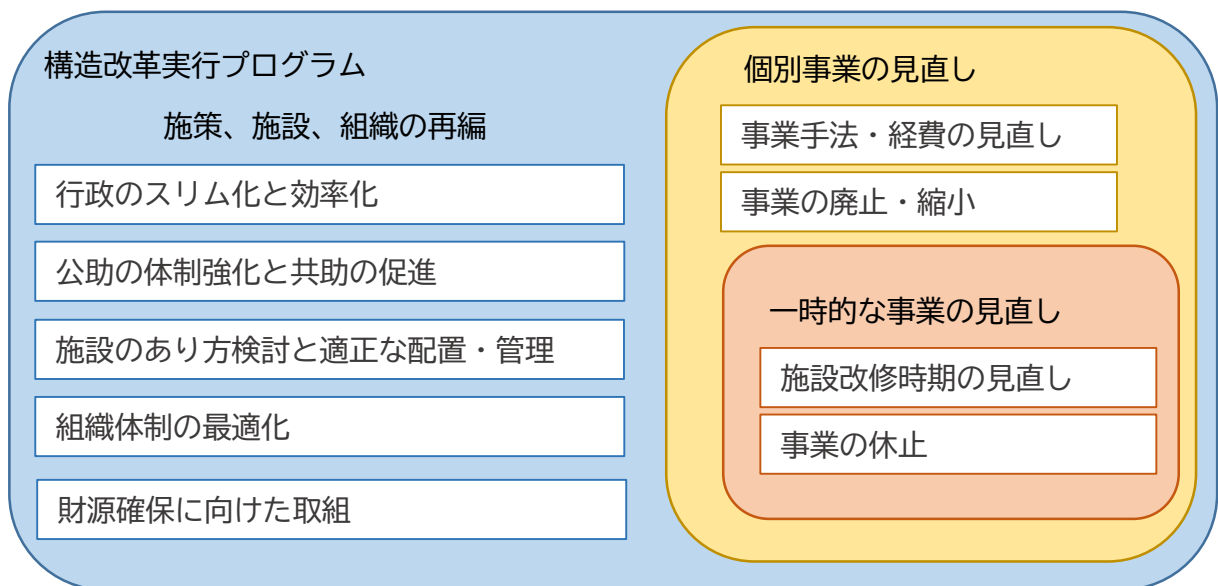 構造改革実行プログラム
施策、施設、組織の再編
行政のスリム化と効率化
公助の体制強化と共助の促進
施設のあり方検討と適正な配置・管理
組織体制の最適化
財源確保に向けた取組
個別事業の見直し
事業手法・経費の見直し
事業の廃止・縮小
一時的な事業の見直し
施設改修時期の見直し
事業の休止